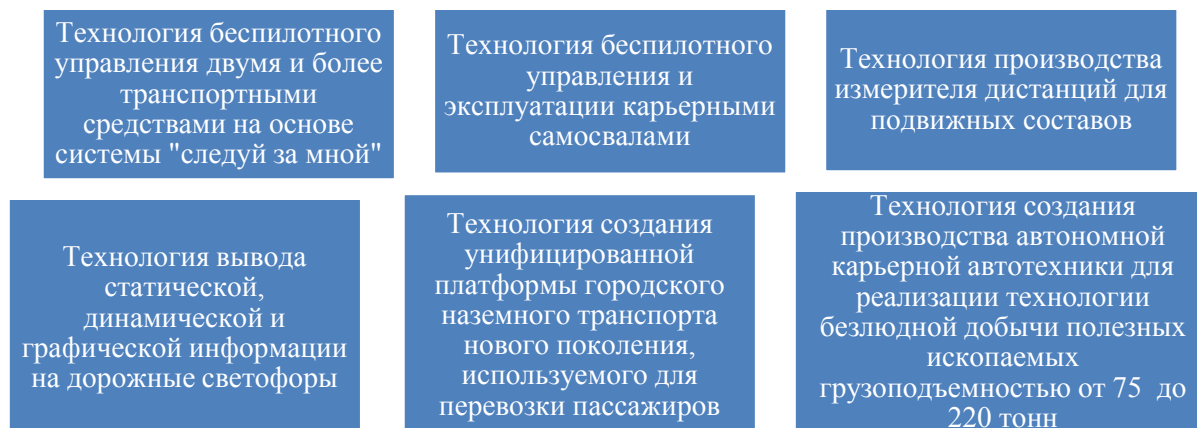 Технология беспилотного
управления двумя и более
транспортными
средствами на основе
системы "следуй за мной"
Технология беспилотного
управления и
эксплуатации карьерными
самосвалами
Технология производства
измерителя дистанций для
подвижных составов
Технология вывода
статической,
динамической и
графической информации
на дорожные светофоры
Технология создания
унифицированной
платформы городского
наземного транспорта
нового поколения,
используемого для
перевозки пассажиров
Технология создания
производства автономной
карьерной автотехники для
реализации технологии
безлюдной добычи полезных
ископаемых
грузоподъемностью от 75 до
220 тонн